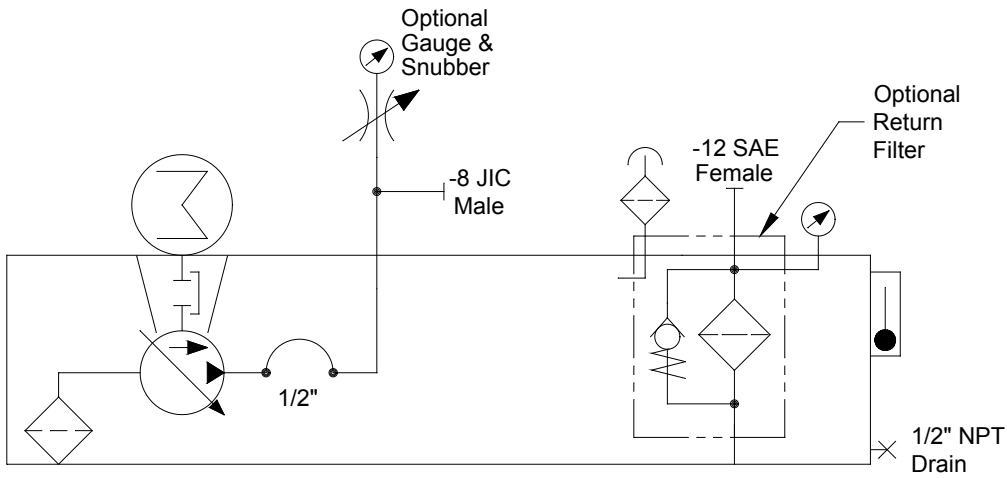 Optional
Gauge &
Snubber
Optional
Return
Filter
-12 SAE
Female
-8 JIC
Male
1/2"
1/2" NPT
Drain